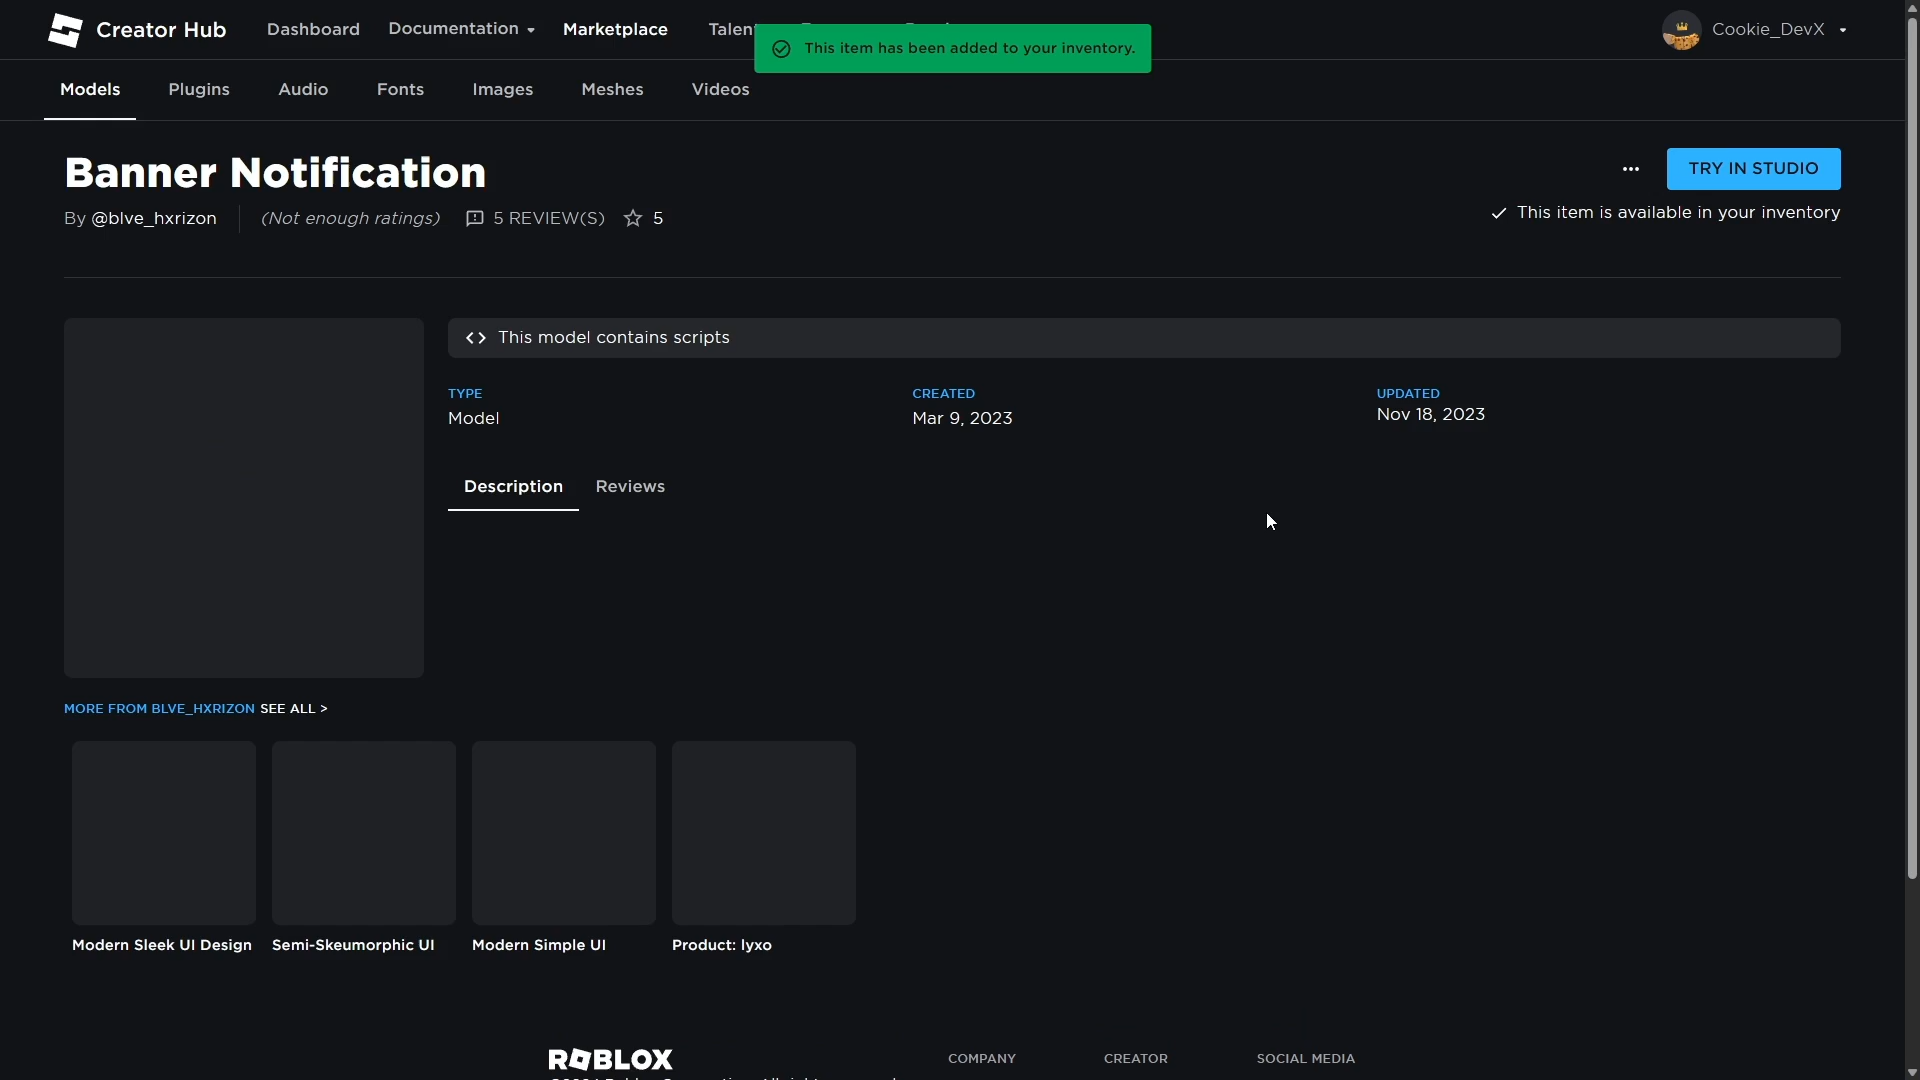 Creator Hub Dashboard Documentation Marketplace Cookie_DevX
This item has been added to your inventory.
Models Plugins Audio Fonts Images Meshes Videos
Banner Notification
TRY IN STUDIO
By @blve_hxrizon (Not enough ratings) 5 REVIEW(S) 5
This item is available in your inventory
This model contains scripts
TYPE CREATED UPDATED
Model Mar 9, 2023 Nov 18, 2023
Description Reviews
MORE FROM BLVE_HXRIZON SEE ALL >
Modern Sleek UI Design Semi-Skeumorphic UI Modern Simple UI Product: lyxo
ROBLOX COMPANY CREATOR SOCIAL MEDIA